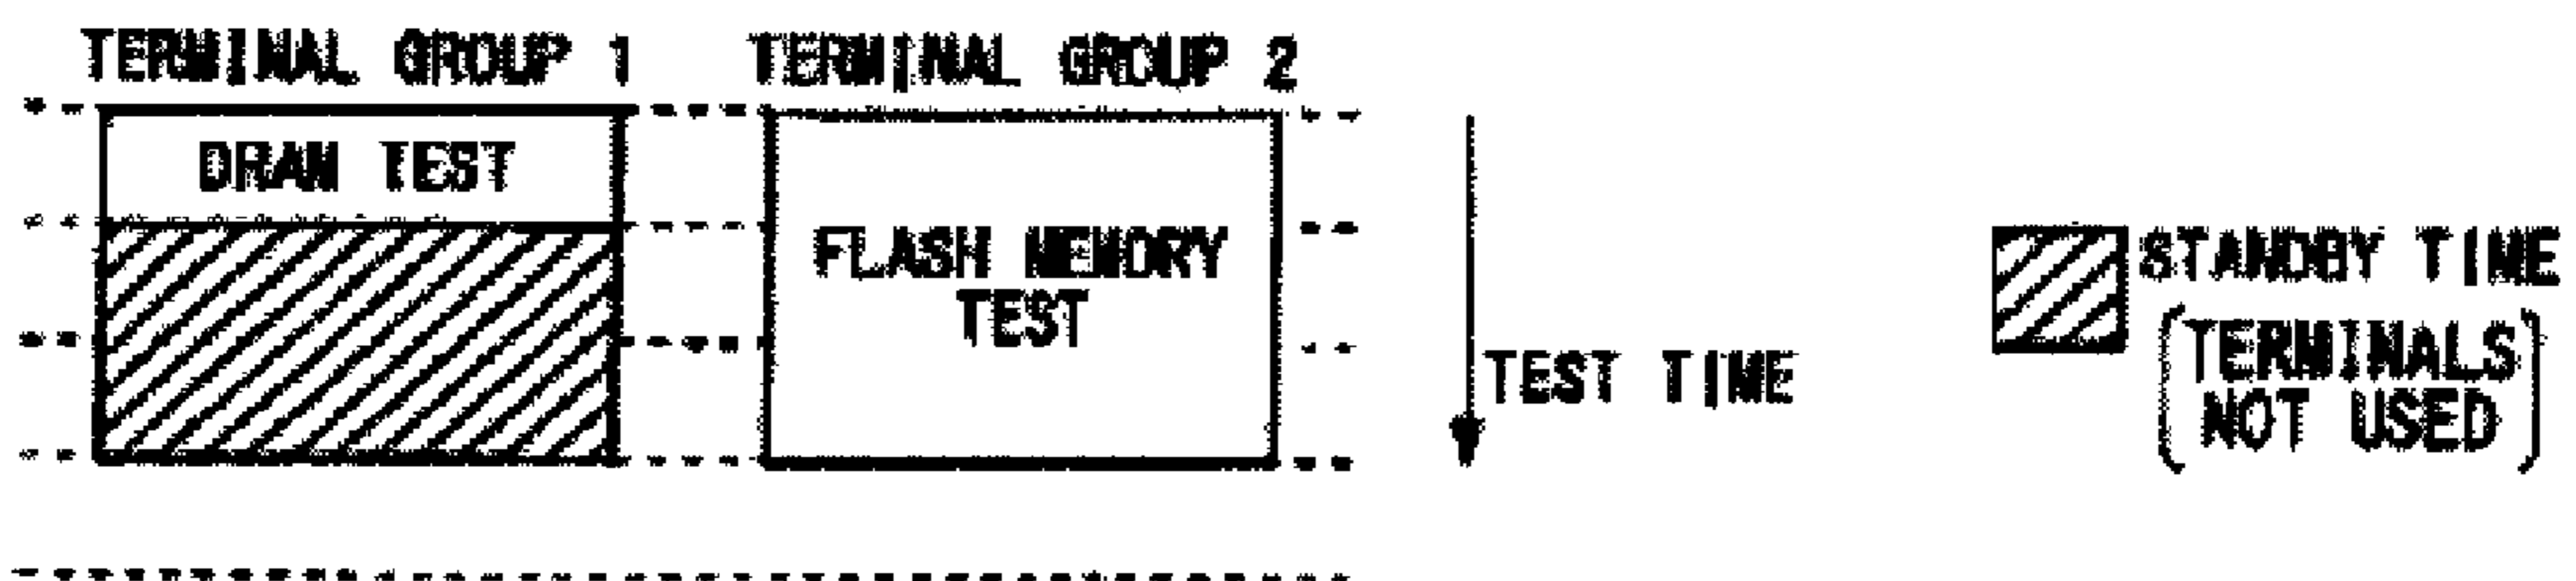 TERMINAL GROUP 1
TERMINAL GROUP 2
DRAM TEST
FLASH MEMORY
TEST
TEST TIME
STANDBY TIME
(TERMINALS
NOT USED)